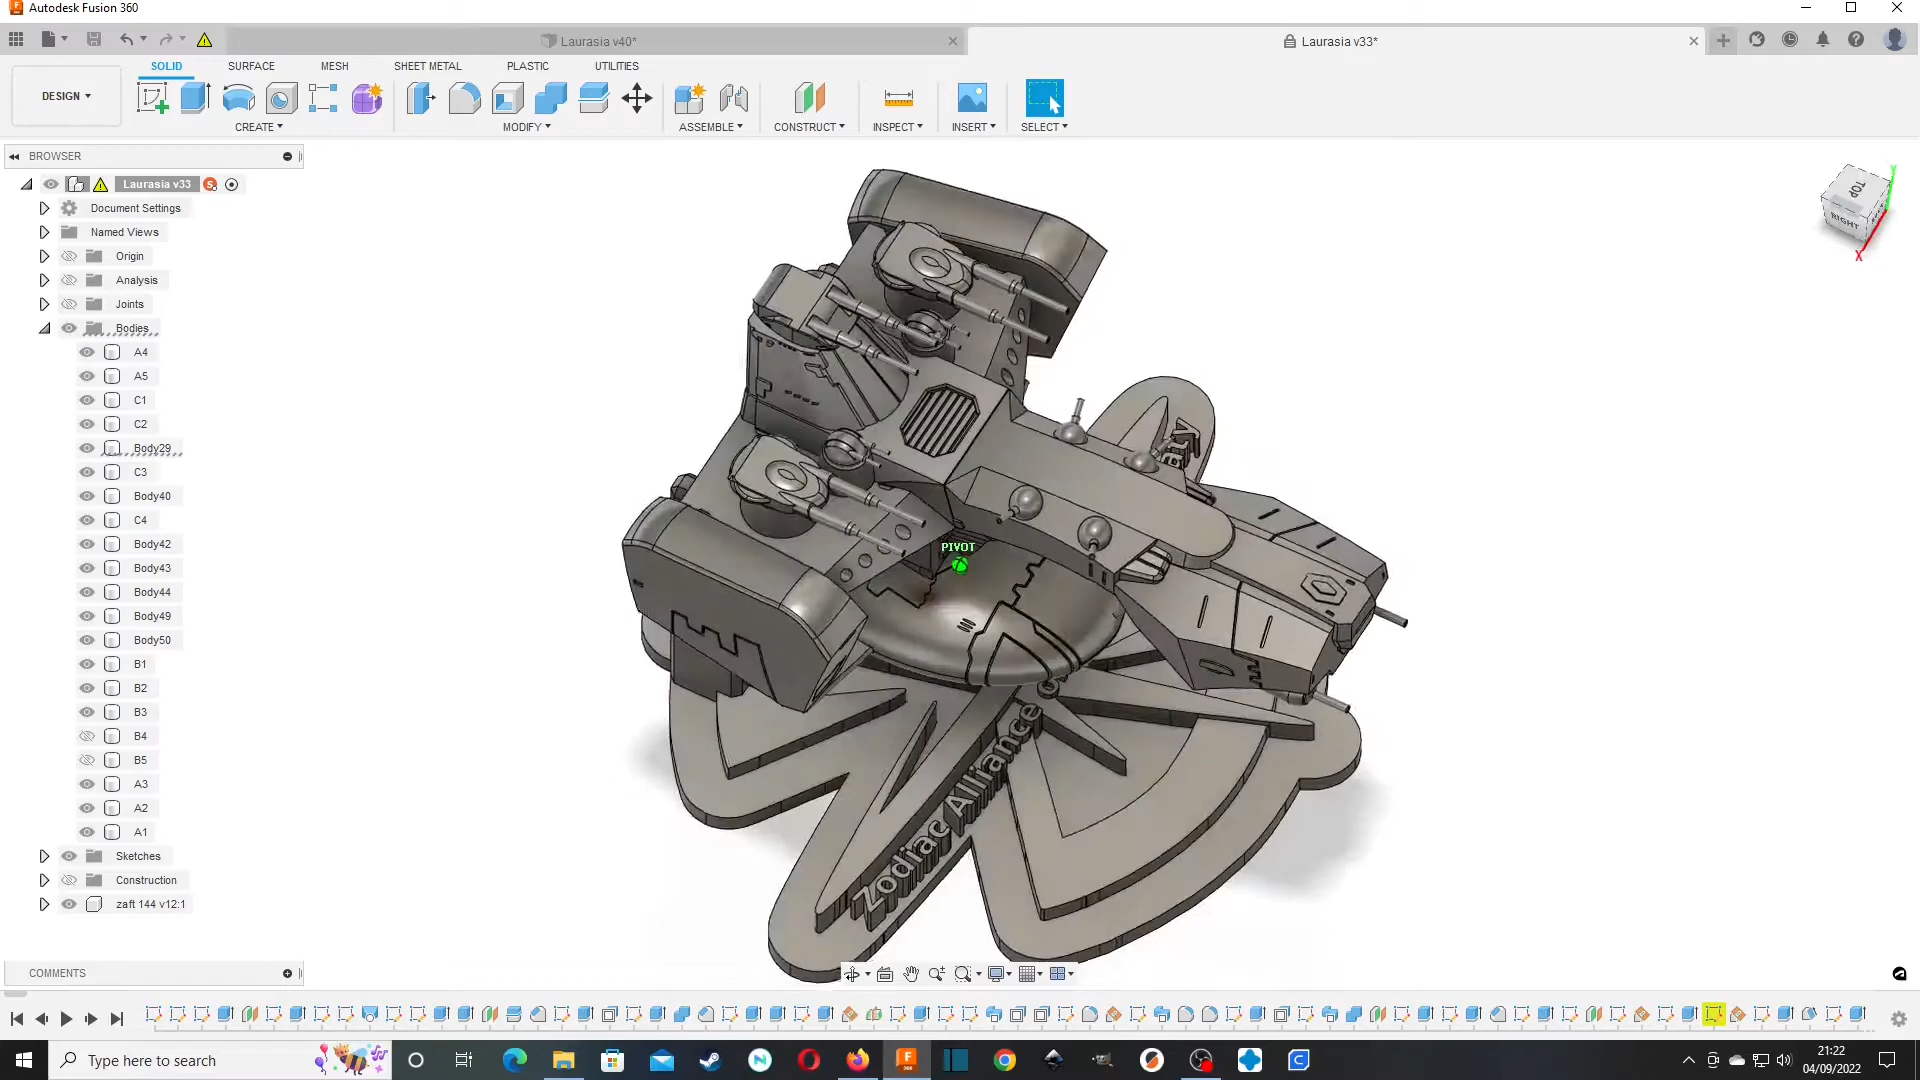 Autodesk Fusion 360
Laurasia v40*
Laurasia v33*
DESIGN
SOLID
SURFACE
MESH
SHEET METAL
PLASTIC
UTILITIES
CREATE
MODIFY
ASSEMBLE
CONSTRUCT
INSPECT
INSERT
SELECT
BROWSER
Laurasia v33
S
Document Settings
Named Views
Origin
Analysis
Joints
Bodies
A4
A5
C1
C2
Body29
C3
Body40
C4
Body42
Body43
Body44
Body49
Body50
B1
B2
B3
B4
B5
A3
A2
A1
Sketches
Construction
zaft 144 v12:1
PIVOT
Zodiac Alliance o
ary
TOP
RIGHT
Y
X
COMMENTS
Type here to search
21:22
04/09/2022